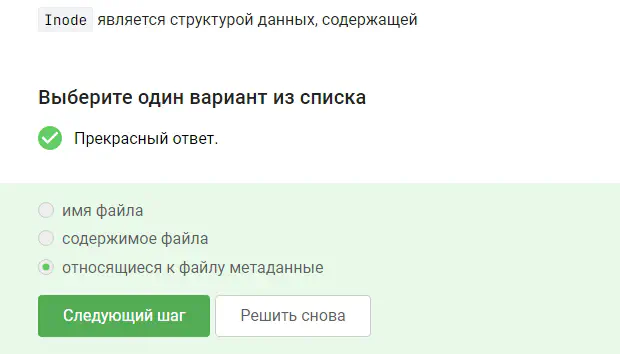 Inode является структурой данных, содержащей
Выберите один вариант из списка
Прекрасный ответ.
имя файла
содержимое файла
относящиеся к файлу метаданные
Следующий шаг Решить снова